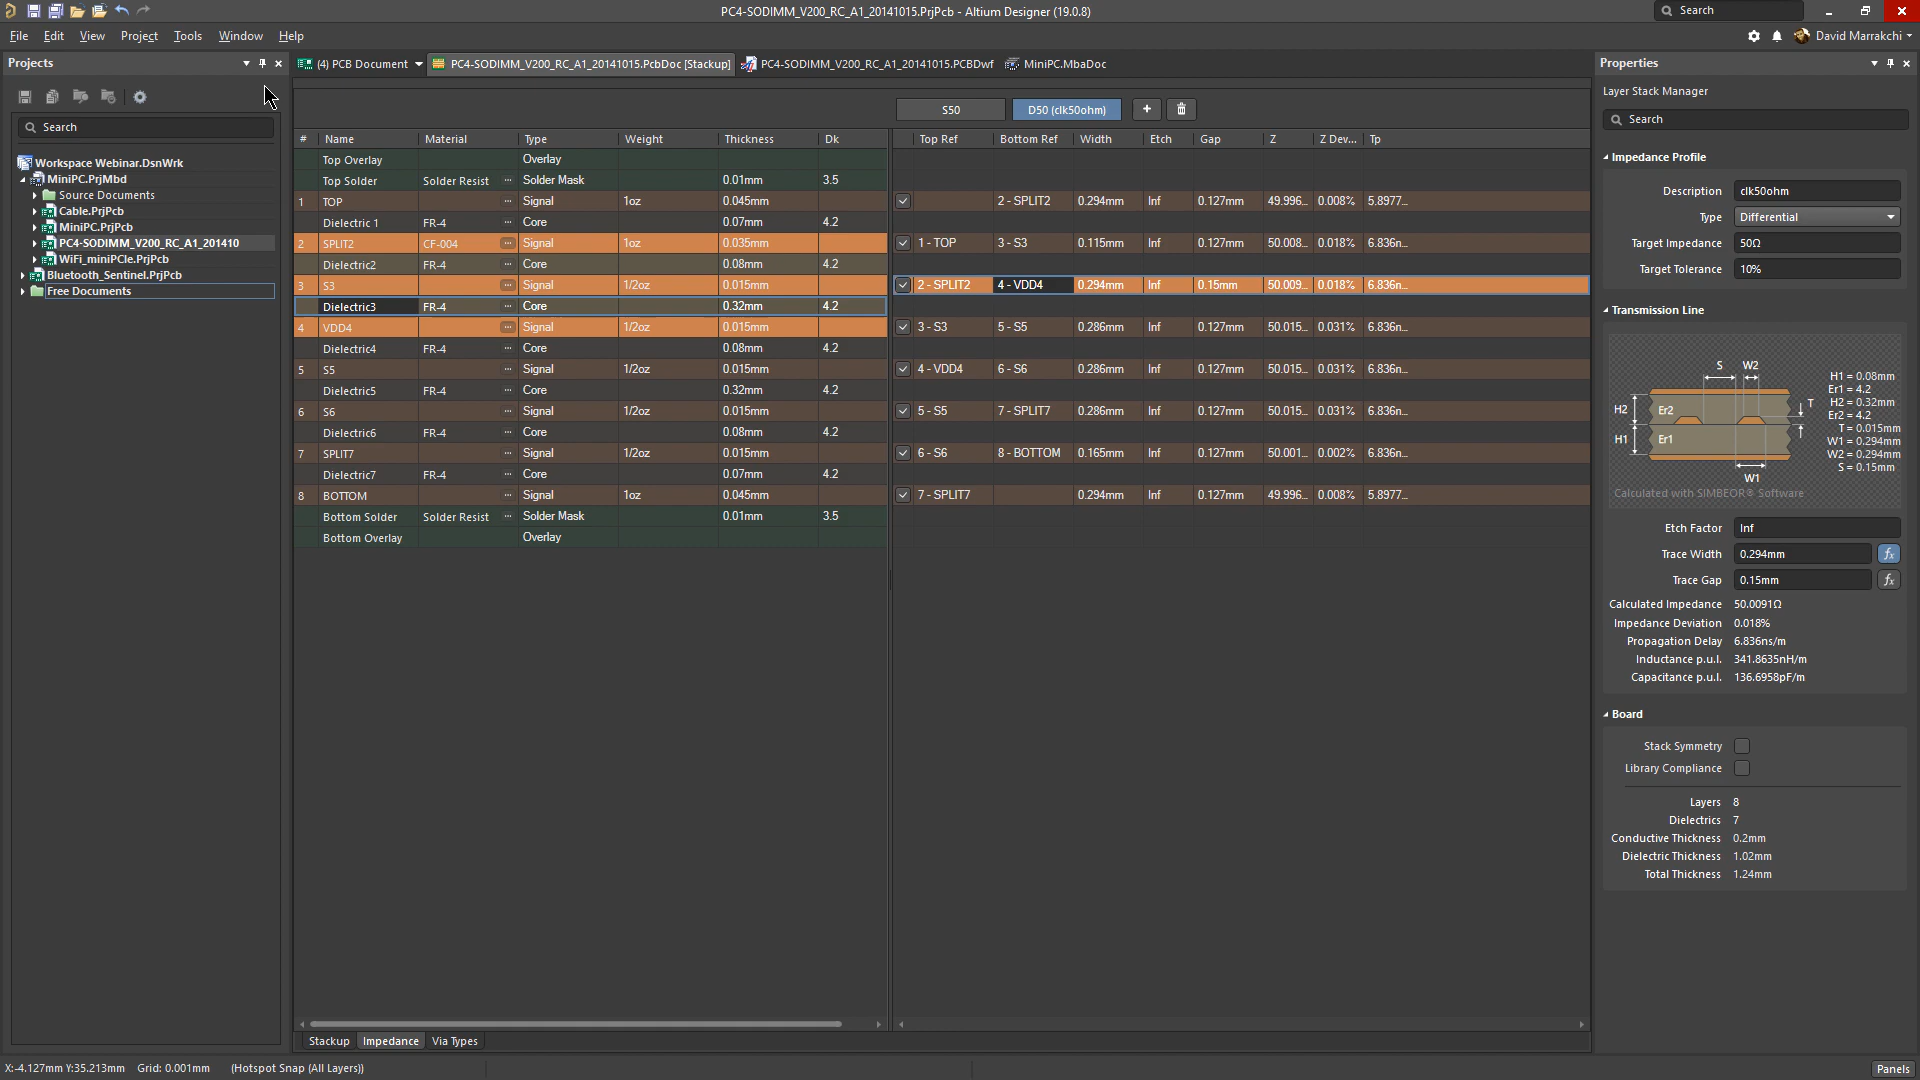 PC4-SODIMM_V200_RC_A1_20141015.PrjPcb - Altium Designer (19.0.8)
Search
File Edit View Project Tools Window Help
David Marrakchi
Projects
(4) PCB Document
PC4-SODIMM_V200_RC_A1_20141015.PcbDoc [Stackup]
PC4-SODIMM_V200_RC_A1_20141015.PCBDwf
MiniPC.MbaDoc
Search
Workspace Webinar.DsnWrk
MiniPC.PrjMbd
Source Documents
Cable.PrjPcb
MiniPC.PrjPcb
PC4-SODIMM_V200_RC_A1_201410
WiFi_miniPCIe.PrjPcb
Bluetooth_Sentinel.PrjPcb
Free Documents
S50 D50 (clk50ohm) +
# Name Material Type Weight Thickness Dk Top Ref Bottom Ref Width Etch Gap Z Z Dev... Tp
Top Overlay Overlay
Top Solder Solder Resist ... Solder Mask 0.01mm 3.5
1 TOP ... Signal 1oz 0.045mm 2 - SPLIT2 0.294mm Inf 0.127mm 49.996... 0.008% 5.8977...
Dielectric 1 FR-4 ... Core 0.07mm 4.2
2 SPLIT2 CF-004 ... Signal 1oz 0.035mm 1 - TOP 3 - S3 0.115mm Inf 0.127mm 50.008... 0.018% 6.836n...
Dielectric2 FR-4 ... Core 0.08mm 4.2
3 S3 ... Signal 1/2oz 0.015mm 2 - SPLIT2 4 - VDD4 0.294mm Inf 0.15mm 50.009... 0.018% 6.836n...
Dielectric3 FR-4 ... Core 0.32mm 4.2
4 VDD4 ... Signal 1/2oz 0.015mm 3 - S3 5 - S5 0.286mm Inf 0.127mm 50.015... 0.031% 6.836n...
Dielectric4 FR-4 ... Core 0.08mm 4.2
5 S5 ... Signal 1/2oz 0.015mm 4 - VDD4 6 - S6 0.286mm Inf 0.127mm 50.015... 0.031% 6.836n...
Dielectric5 FR-4 ... Core 0.32mm 4.2
6 S6 ... Signal 1/2oz 0.015mm 5 - S5 7 - SPLIT7 0.286mm Inf 0.127mm 50.015... 0.031% 6.836n...
Dielectric6 FR-4 ... Core 0.08mm 4.2
7 SPLIT7 ... Signal 1/2oz 0.015mm 6 - S6 8 - BOTTOM 0.165mm Inf 0.127mm 50.001... 0.002% 6.836n...
Dielectric7 FR-4 ... Core 0.07mm 4.2
8 BOTTOM ... Signal 1oz 0.045mm 7 - SPLIT7 0.294mm Inf 0.127mm 49.996... 0.008% 5.8977...
Bottom Solder Solder Resist ... Solder Mask 0.01mm 3.5
Bottom Overlay Overlay
Stackup Impedance Via Types
Properties
Layer Stack Manager
Search
Impedance Profile
Description clk50ohm
Type Differential
Target Impedance 50Ω
Target Tolerance 10%
Transmission Line
S W2
H2 Er2 T
H1 Er1
W1
H1 = 0.08mm
Er1 = 4.2
H2 = 0.32mm
Er2 = 4.2
T = 0.015mm
W1 = 0.294mm
W2 = 0.294mm
S = 0.15mm
Calculated with SIMBEOR® Software
Etch Factor Inf
Trace Width 0.294mm fx
Trace Gap 0.15mm fx
Calculated Impedance 50.0091Ω
Impedance Deviation 0.018%
Propagation Delay 6.836ns/m
Inductance p.u.l. 341.8635nH/m
Capacitance p.u.l. 136.6958pF/m
Board
Stack Symmetry
Library Compliance
Layers 8
Dielectrics 7
Conductive Thickness 0.2mm
Dielectric Thickness 1.02mm
Total Thickness 1.24mm
X:-4.127mm Y:35.213mm Grid: 0.001mm (Hotspot Snap (All Layers))
Panels